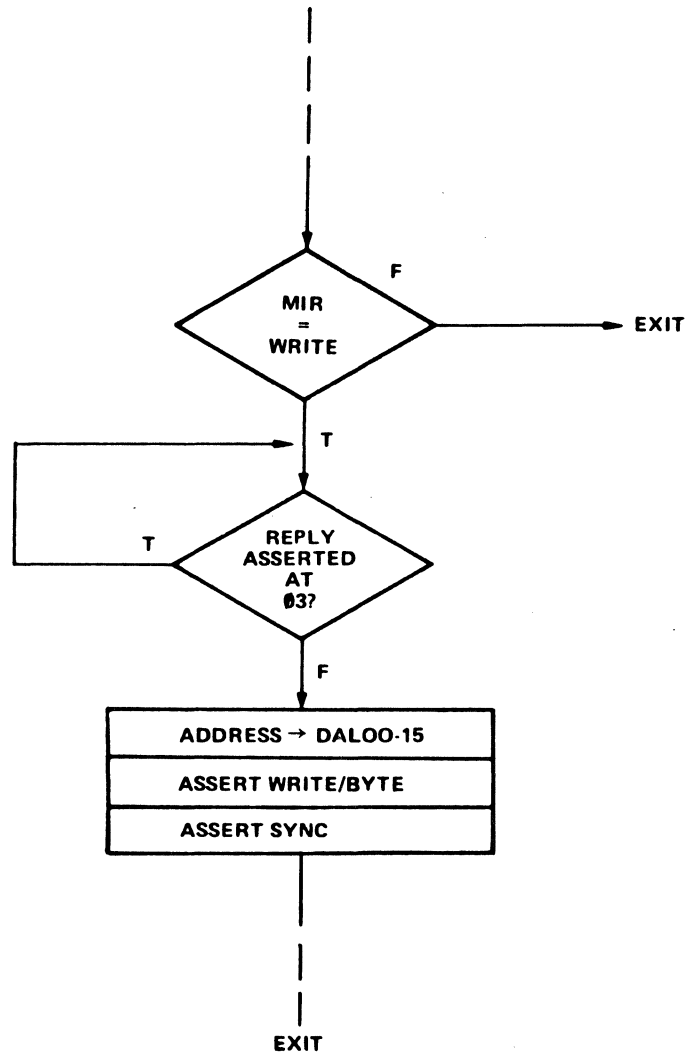 F
MIR
=
WRITE
EXIT
T
T
REPLY
ASSERTED
AT
Ø3?
F
ADDRESS → DAL00-15
ASSERT WRITE/BYTE
ASSERT SYNC
EXIT